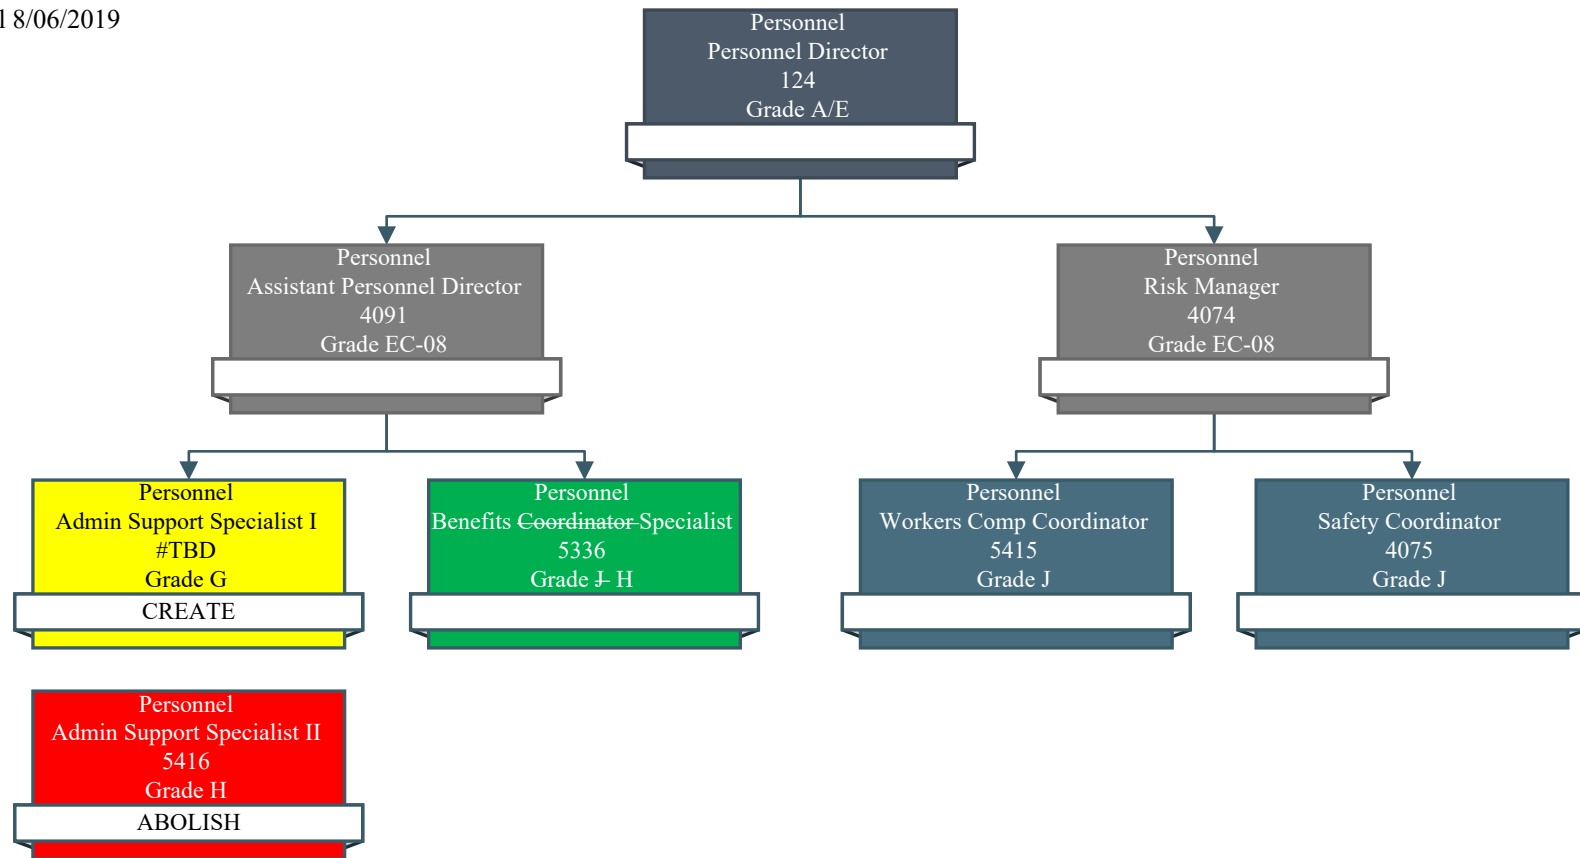 8/06/2019
Personnel
Personnel Director
124
Grade A/E
Personnel
Assistant Personnel Director
4091
Grade EC-08
Personnel
Risk Manager
4074
Grade EC-08
Personnel
Admin Support Specialist I
#TBD
Grade G
CREATE
Personnel
Benefits Coordinator Specialist
5336
Grade J H
Personnel
Workers Comp Coordinator
5415
Grade J
Personnel
Safety Coordinator
4075
Grade J
Personnel
Admin Support Specialist II
5416
Grade H
ABOLISH